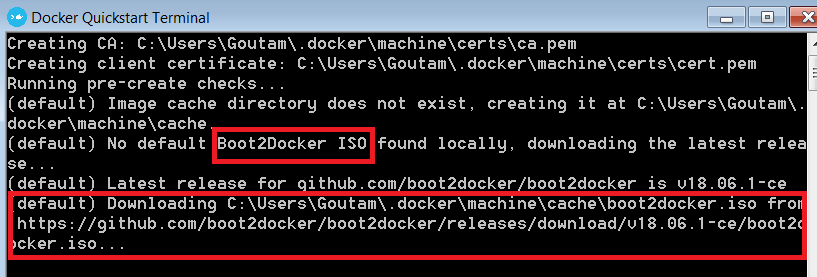 Docker Quickstart Terminal
Creating CA: C:\Users\Goutam\.docker\machine\certs\ca.pem
Creating client certificate: C:\Users\Goutam\.docker\machine\certs\cert.pem
Running pre-create checks...
(default) Image cache directory does not exist, creating it at C:\Users\Goutam\.
docker\machine\cache.
(default) No default Boot2Docker ISO found locally, downloading the latest relea
se...
(default) Latest release for github.com/boot2docker/boot2docker is v18.06.1-ce
(default) Downloading C:\Users\Goutam\.docker\machine\cache\boot2docker.iso from
https://github.com/boot2docker/boot2docker/releases/download/v18.06.1-ce/boot2d
ocker.iso...